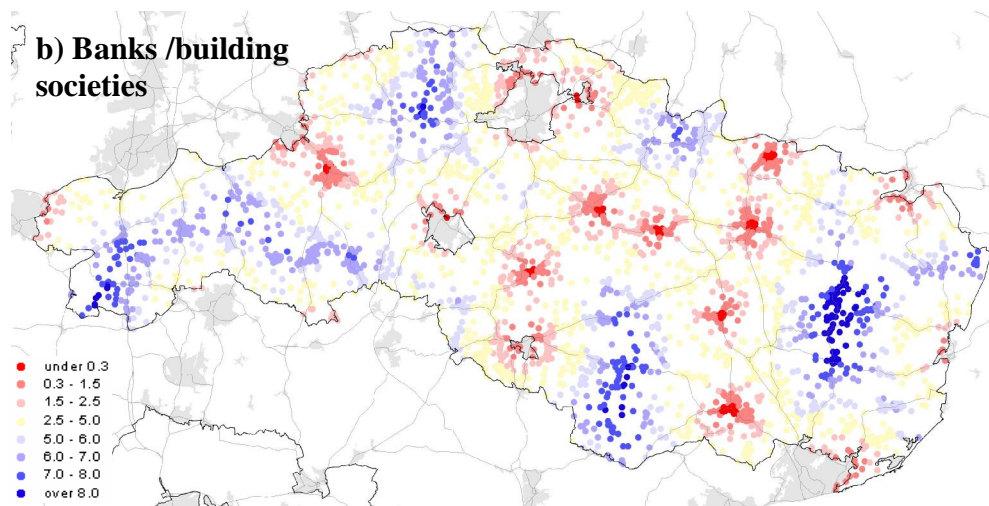 b) Banks /building
societies
under 0.3
0.3 - 1.5
1.5 - 2.5
2.5 - 5.0
5.0 - 6.0
6.0 - 7.0
7.0 - 8.0
over 8.0